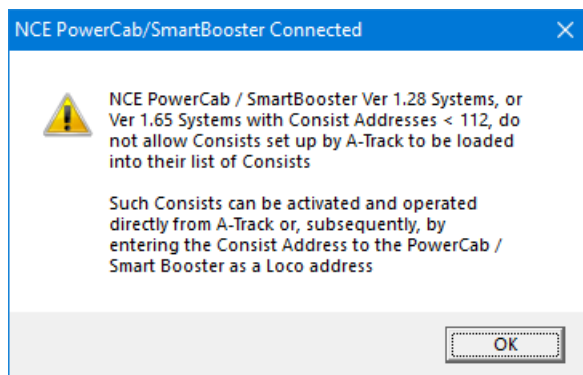 NCE PowerCab/SmartBooster Connected
NCE PowerCab / SmartBooster Ver 1.28 Systems, or
Ver 1.65 Systems with Consist Addresses < 112, do
not allow Consists set up by A-Track to be loaded
into their list of Consists
Such Consists can be activated and operated
directly from A-Track or, subsequently, by
entering the Consist Address to the PowerCab /
Smart Booster as a Loco address
OK